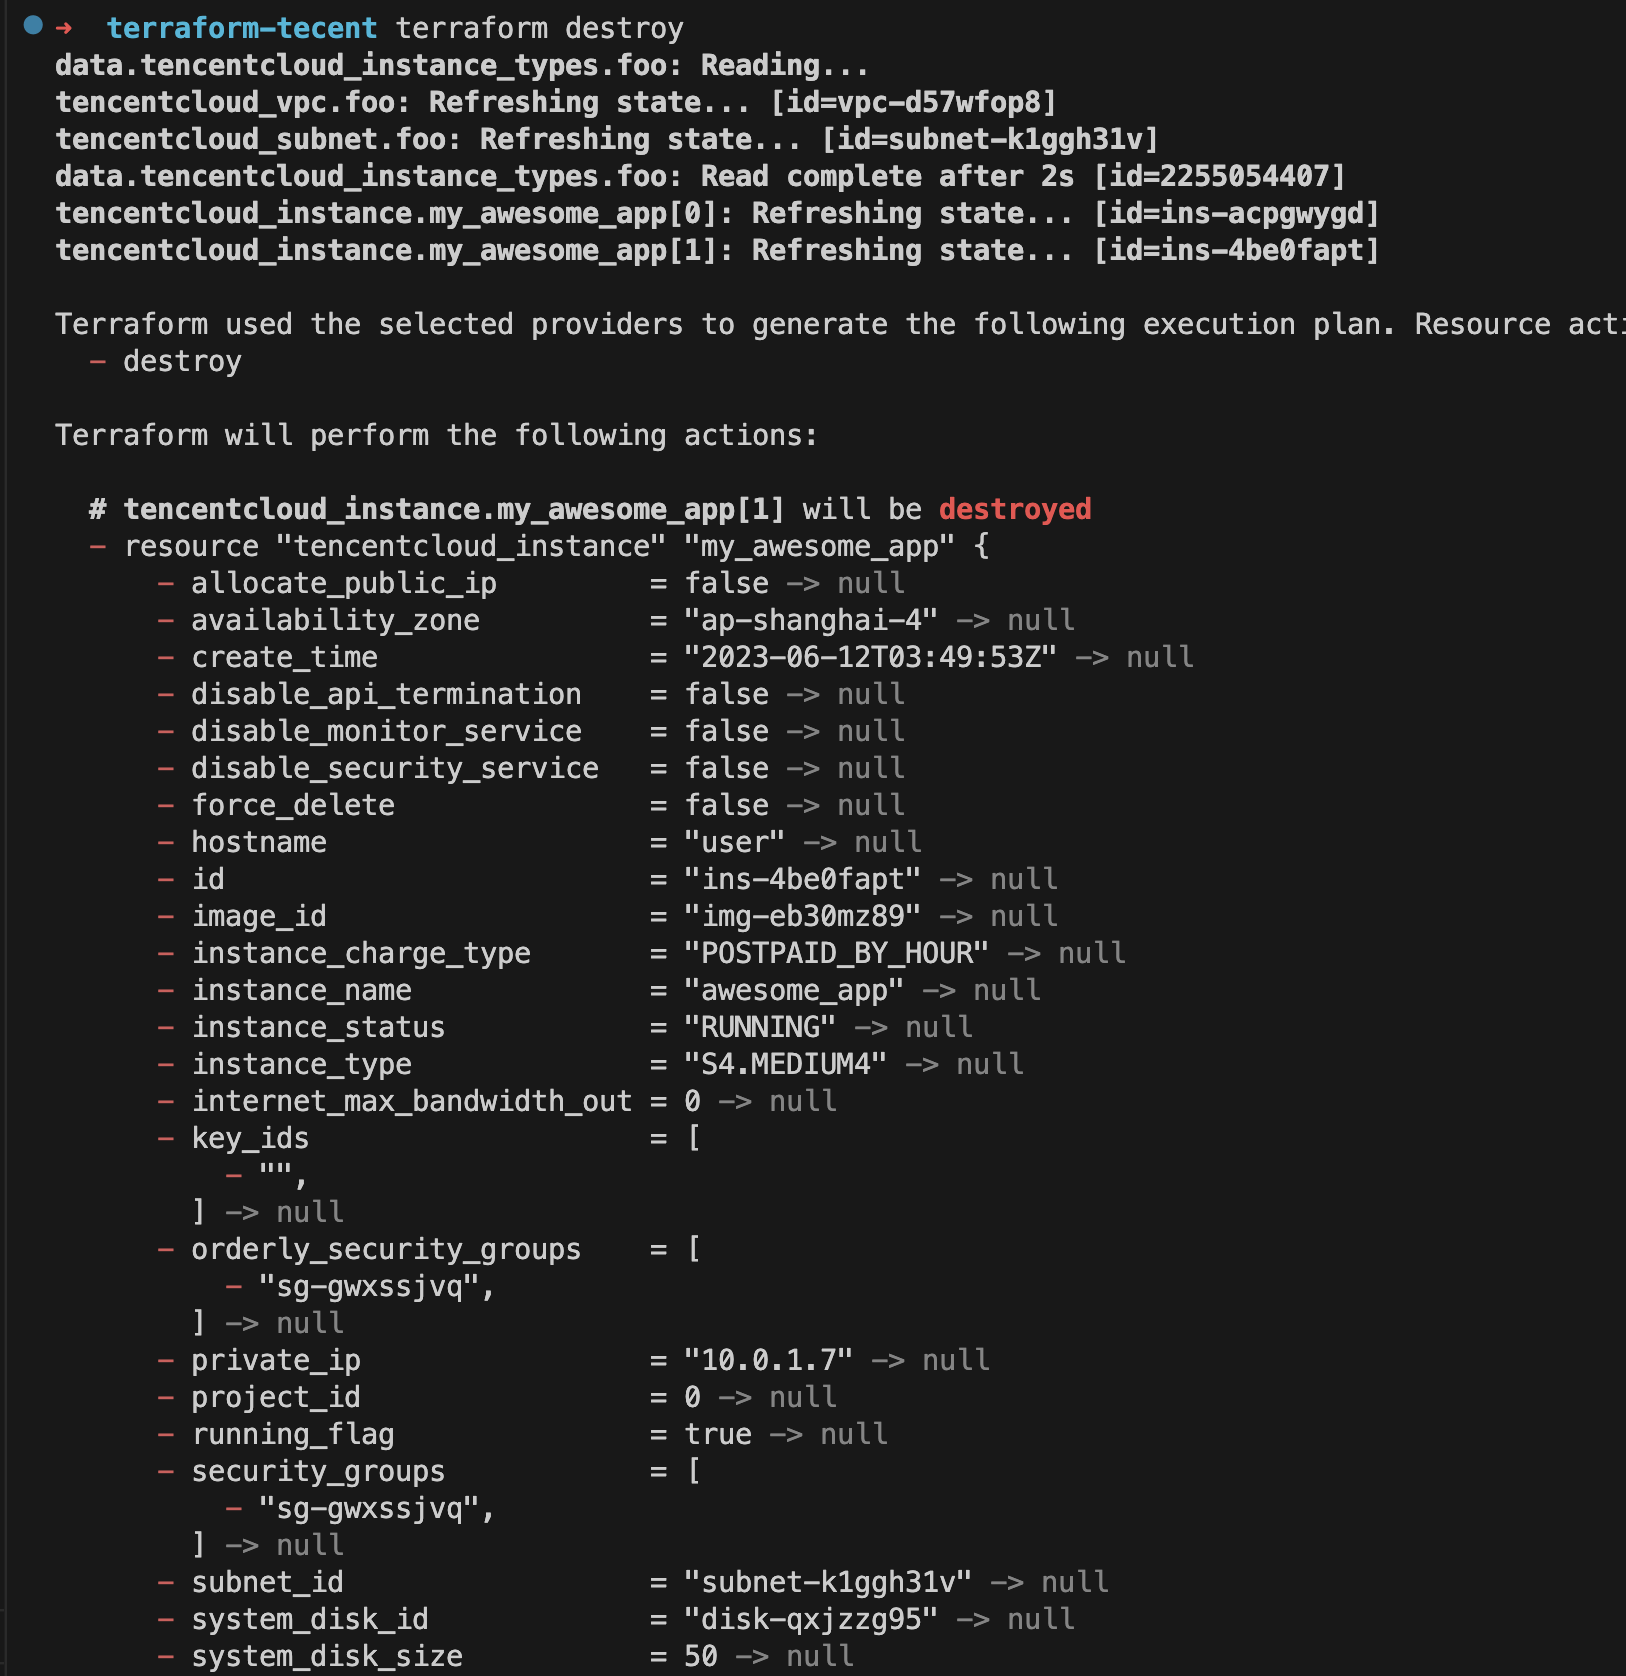 ➜  terraform-tecent terraform destroy
data.tencentcloud_instance_types.foo: Reading...
tencentcloud_vpc.foo: Refreshing state... [id=vpc-d57wfop8]
tencentcloud_subnet.foo: Refreshing state... [id=subnet-k1ggh31v]
data.tencentcloud_instance_types.foo: Read complete after 2s [id=2255054407]
tencentcloud_instance.my_awesome_app[0]: Refreshing state... [id=ins-acpgwygd]
tencentcloud_instance.my_awesome_app[1]: Refreshing state... [id=ins-4be0fapt]

Terraform used the selected providers to generate the following execution plan. Resource acti
  - destroy

Terraform will perform the following actions:

  # tencentcloud_instance.my_awesome_app[1] will be destroyed
  - resource "tencentcloud_instance" "my_awesome_app" {
      - allocate_public_ip         = false -> null
      - availability_zone          = "ap-shanghai-4" -> null
      - create_time                = "2023-06-12T03:49:53Z" -> null
      - disable_api_termination    = false -> null
      - disable_monitor_service    = false -> null
      - disable_security_service   = false -> null
      - force_delete               = false -> null
      - hostname                   = "user" -> null
      - id                         = "ins-4be0fapt" -> null
      - image_id                   = "img-eb30mz89" -> null
      - instance_charge_type       = "POSTPAID_BY_HOUR" -> null
      - instance_name              = "awesome_app" -> null
      - instance_status            = "RUNNING" -> null
      - instance_type              = "S4.MEDIUM4" -> null
      - internet_max_bandwidth_out = 0 -> null
      - key_ids                    = [
          - "",
        ] -> null
      - orderly_security_groups    = [
          - "sg-gwxssjvq",
        ] -> null
      - private_ip                 = "10.0.1.7" -> null
      - project_id                 = 0 -> null
      - running_flag               = true -> null
      - security_groups            = [
          - "sg-gwxssjvq",
        ] -> null
      - subnet_id                  = "subnet-k1ggh31v" -> null
      - system_disk_id             = "disk-qxjzzg95" -> null
      - system_disk_size           = 50 -> null